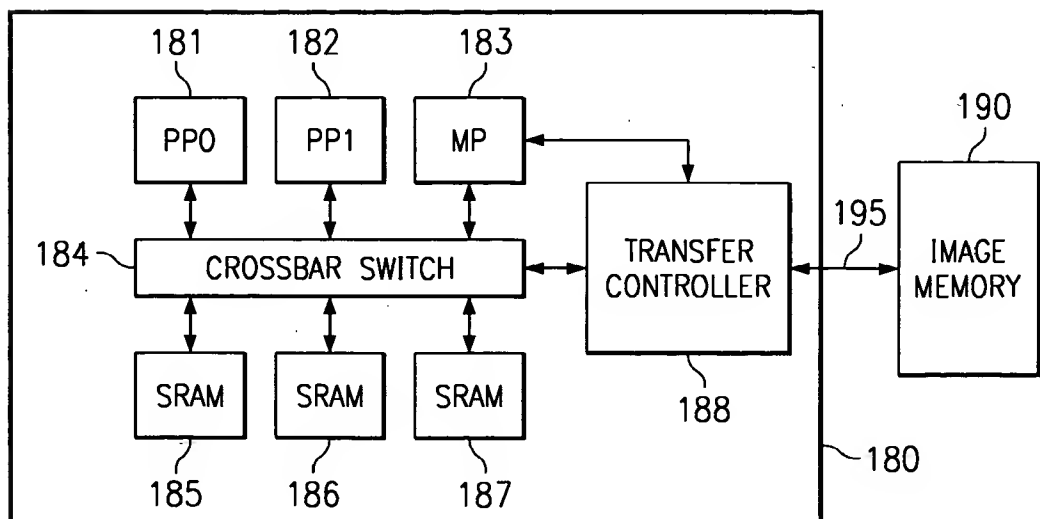 181
182
183
190
PP0
PP1
MP
195
184
CROSSBAR SWITCH
TRANSFER
CONTROLLER
IMAGE
MEMORY
SRAM
SRAM
SRAM
188
180
185
186
187